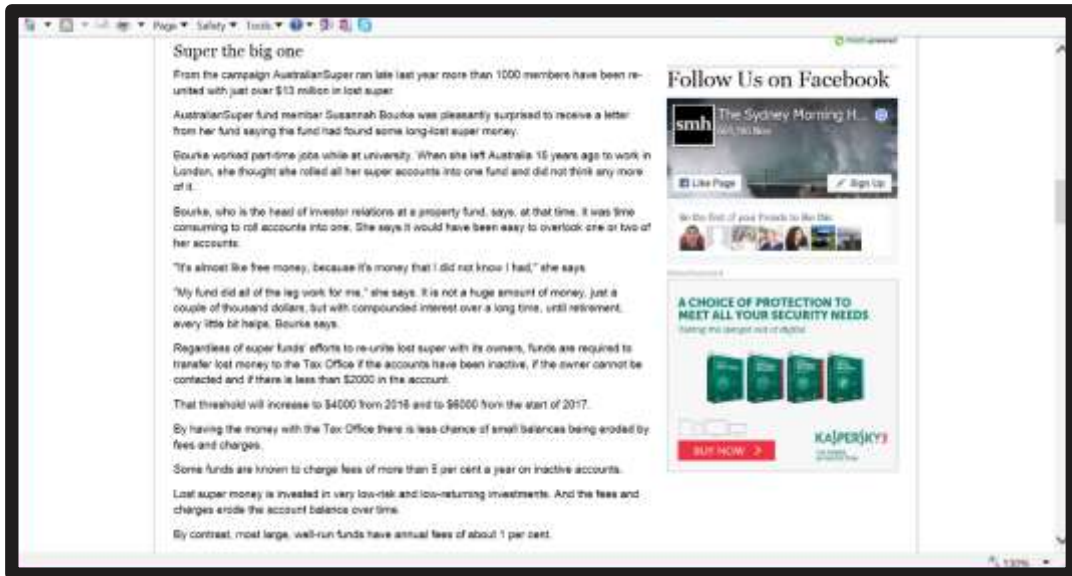 Page Safety Tools
Super the big one
From the campaign AustralianSuper ran late last year more than 1000 members have been re-
united with just over $13 million in lost super.
AustralianSuper fund member Susannah Bourke was pleasantly surprised to receive a letter
from her fund saying the fund had found some long-lost super money.
Bourke worked part-time jobs while at university. When she left Australia 15 years ago to work in
London, she thought she rolled all her super accounts into one fund and did not think any more
of it.
Bourke, who is the head of investor relations at a property fund, says, at that time, it was time
consuming to roll accounts into one. She says it would have been easy to overlook one or two of
her accounts.
"It's almost like free money, because it's money that I did not know I had," she says.
"My fund did all of the leg work for me," she says. It is not a huge amount of money, just a
couple of thousand dollars, but with compounded interest over a long time, until retirement,
every little bit helps, Bourke says.
Regardless of super funds' efforts to re-unite lost super with its owners, funds are required to
transfer lost money to the Tax Office if the accounts have been inactive, if the owner cannot be
contacted and if there is less than $2000 in the account.
That threshold will increase to $4000 from 2016 and to $6000 from the start of 2017.
By having the money with the Tax Office there is less chance of small balances being eroded by
fees and charges.
Some funds are known to charge fees of more than 5 per cent a year on inactive accounts.
Lost super money is invested in very low-risk and low-returning investments. And the fees and
charges erode the account balance over time.
By contrast, most large, well-run funds have annual fees of about 1 per cent.
Follow Us on Facebook
smh
The Sydney Morning H...
Like Page
Sign Up
Be the first of your friends to like this
Advertisement
A CHOICE OF PROTECTION TO
MEET ALL YOUR SECURITY NEEDS
BUY NOW >
KASPERSKY
130%